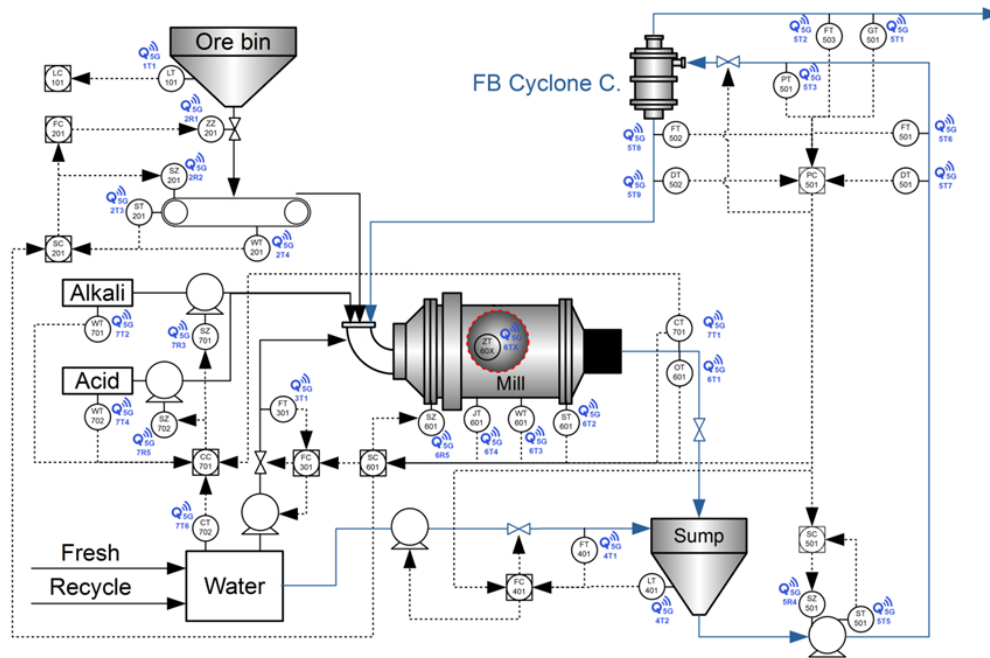 Ore bin
LC
101
LT
101
Q 5G
1T1
FC
201
ZZ
201
Q 5G
2R1
SZ
201
Q 5G
2R2
ST
201
Q 5G
2T3
SC
201
WT
201
Q 5G
2T4
FB Cyclone C.
FT
503
Q 5G
5T2
GT
501
Q 5G
5T1
PT
501
Q 5G
5T3
FT
502
Q 5G
5T8
FT
501
Q 5G
5T6
DT
502
Q 5G
5T9
PC
501
DT
501
Q 5G
5T7
Alkali
WT
701
Q 5G
7T2
SZ
701
Q 5G
7R3
Acid
WT
702
Q 5G
7T4
SZ
702
Q 5G
7R5
ZT
60X
Q 5G
6TX
Mill
CT
701
Q 5G
7T1
OT
601
Q 5G
6T1
FT
301
Q 5G
3T1
SZ
601
Q 5G
6R5
JT
601
Q 5G
6T4
WT
601
Q 5G
6T3
ST
601
Q 5G
6T2
CC
701
FC
301
SC
601
CT
702
Q 5G
7T6
Fresh
Recycle
Water
FT
401
Q 5G
4T1
FC
401
LT
401
Q 5G
4T2
Sump
SC
501
SZ
501
Q 5G
5R4
ST
501
Q 5G
5T5